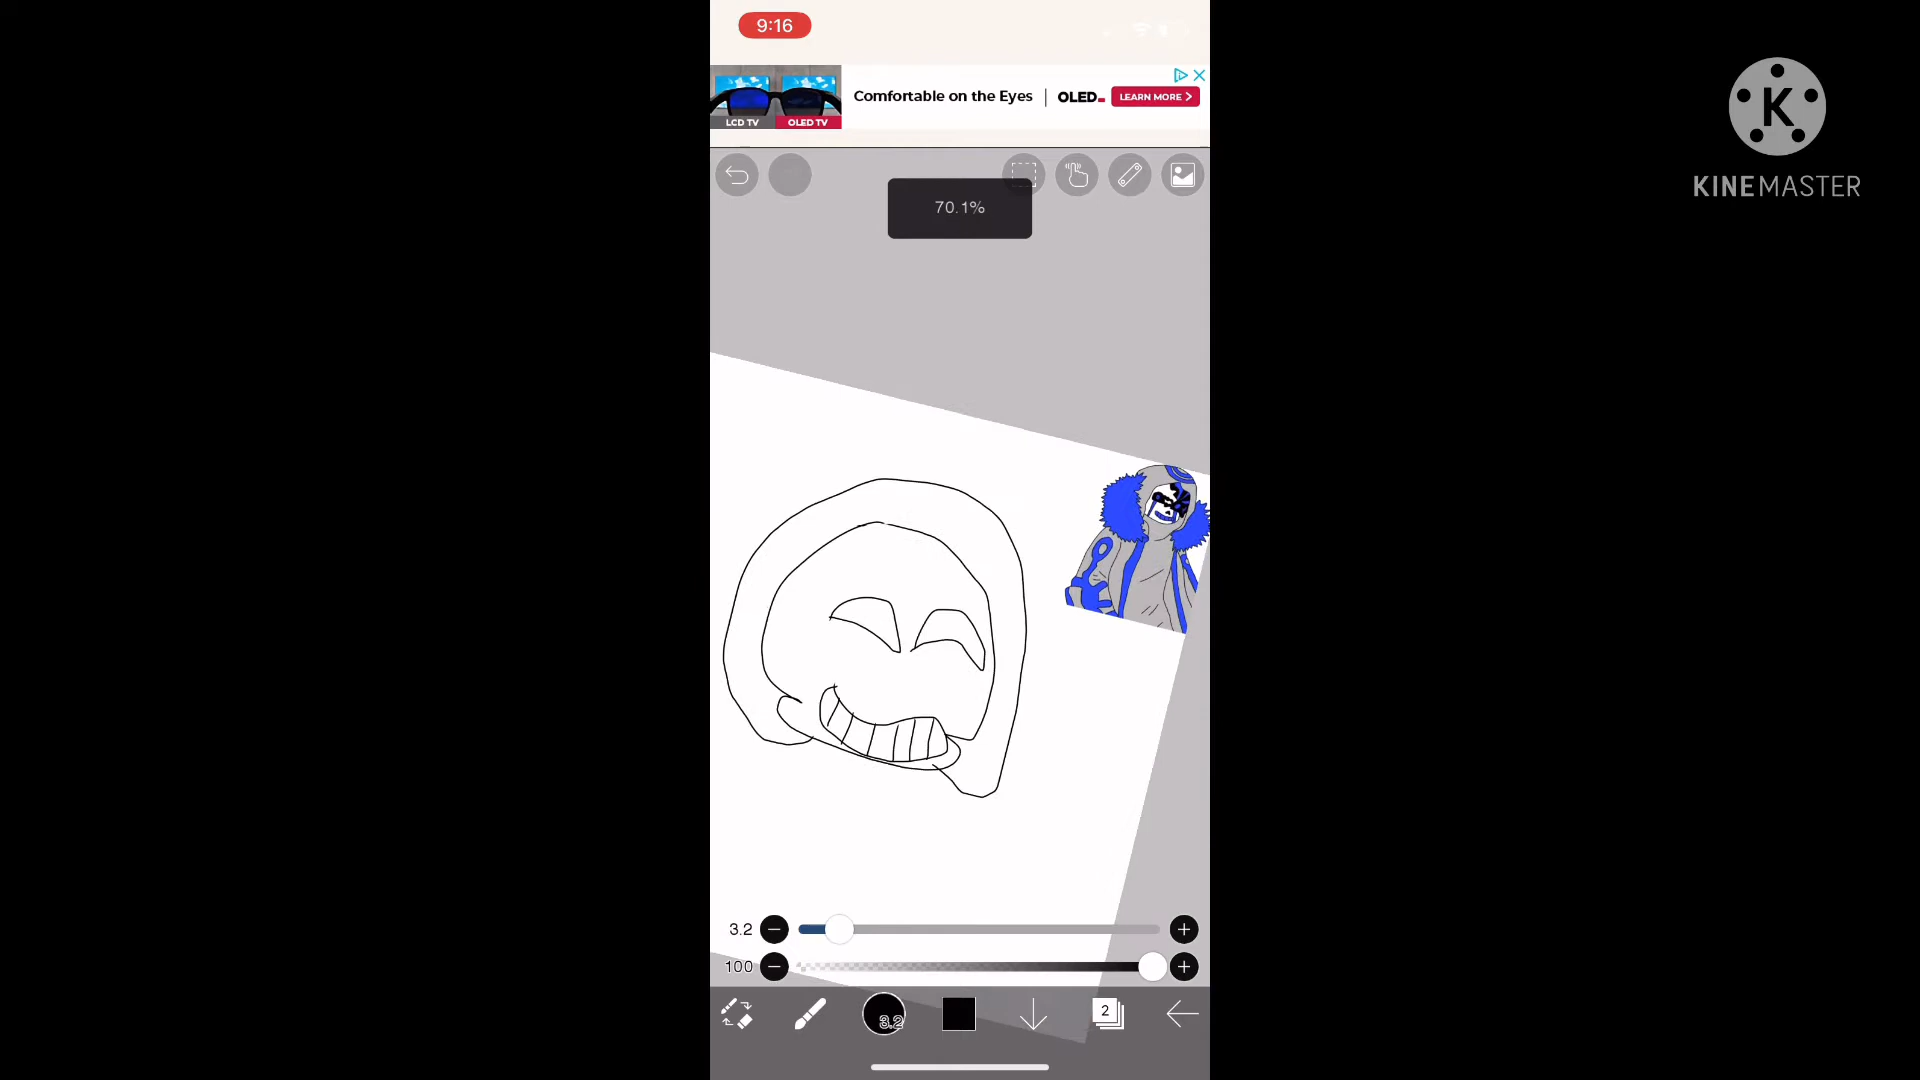 9:16
Comfortable on the Eyes | OLED
LEARN MORE >
LCD TV
OLED TV
K
KINEMASTER
70.1%
3.2
100
3.2
2